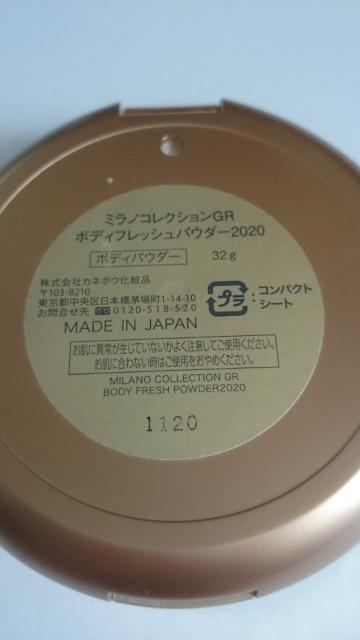 ミラノコレクションGR
ボディフレッシュパウダー2020
ボディパウダー 32g
株式会社カネボウ化粧品
〒103-8210
東京都中央区日本橋茅場町1-14-10
お問合せ先 0120-518-520
プラ : コンパクト
シート
MADE IN JAPAN
お肌に異常が生じていないかよく注意してご使用ください。
お肌に合わない時はご使用をおやめください。
MILANO COLLECTION GR
BODY FRESH POWDER2020
1120